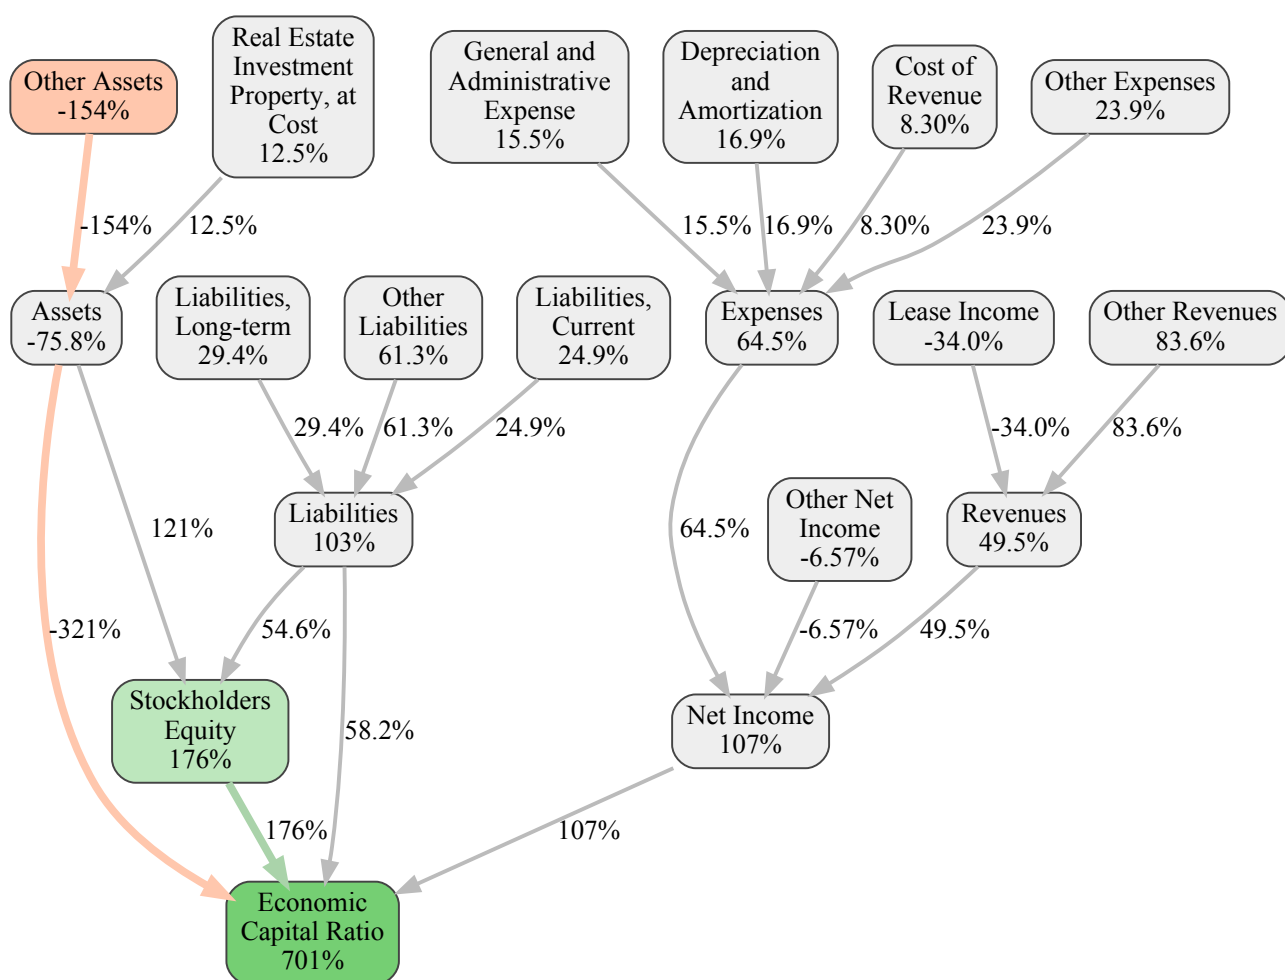 Other Assets
-154%
Real Estate
Investment
Property, at
Cost
12.5%
General and
Administrative
Expense
15.5%
Depreciation
and
Amortization
16.9%
Cost of
Revenue
8.30%
Other Expenses
23.9%
-154%
12.5%
15.5%
16.9%
8.30%
23.9%
Assets
-75.8%
Liabilities,
Long-term
29.4%
Other
Liabilities
61.3%
Liabilities,
Current
24.9%
Expenses
64.5%
Lease Income
-34.0%
Other Revenues
83.6%
29.4%
61.3%
24.9%
-34.0%
83.6%
121%
Liabilities
103%
64.5%
Other Net
Income
-6.57%
Revenues
49.5%
-321%
54.6%
-6.57%
49.5%
Stockholders
Equity
176%
58.2%
Net Income
107%
176%
107%
Economic
Capital Ratio
701%